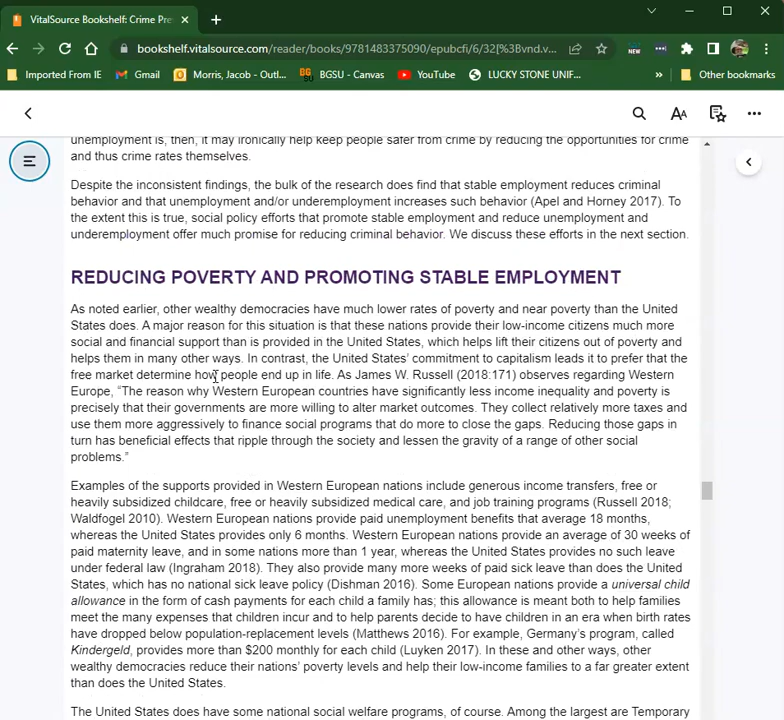 VitalSource Bookshelf: Crime Pre
bookshelf.vitalsource.com/reader/books/9781483375090/epubcfi/6/32[%3Bvnd.v...
NEW
Imported From IE
Gmail
Morris, Jacob - Outl...
BGSU - Canvas
YouTube
LUCKY STONE UNIF...
»
Other bookmarks
AA
unemployment is, then, it may ironically help keep people safer from crime by reducing the opportunities for crime
and thus crime rates themselves.
Despite the inconsistent findings, the bulk of the research does find that stable employment reduces criminal
behavior and that unemployment and/or underemployment increases such behavior (Apel and Horney 2017). To
the extent this is true, social policy efforts that promote stable employment and reduce unemployment and
underemployment offer much promise for reducing criminal behavior. We discuss these efforts in the next section.
REDUCING POVERTY AND PROMOTING STABLE EMPLOYMENT
As noted earlier, other wealthy democracies have much lower rates of poverty and near poverty than the United
States does. A major reason for this situation is that these nations provide their low-income citizens much more
social and financial support than is provided in the United States, which helps lift their citizens out of poverty and
helps them in many other ways. In contrast, the United States' commitment to capitalism leads it to prefer that the
free market determine how people end up in life. As James W. Russell (2018:171) observes regarding Western
Europe, “The reason why Western European countries have significantly less income inequality and poverty is
precisely that their governments are more willing to alter market outcomes. They collect relatively more taxes and
use them more aggressively to finance social programs that do more to close the gaps. Reducing those gaps in
turn has beneficial effects that ripple through the society and lessen the gravity of a range of other social
problems.”
Examples of the supports provided in Western European nations include generous income transfers, free or
heavily subsidized childcare, free or heavily subsidized medical care, and job training programs (Russell 2018;
Waldfogel 2010). Western European nations provide paid unemployment benefits that average 18 months,
whereas the United States provides only 6 months. Western European nations provide an average of 30 weeks of
paid maternity leave, and in some nations more than 1 year, whereas the United States provides no such leave
under federal law (Ingraham 2018). They also provide many more weeks of paid sick leave than does the United
States, which has no national sick leave policy (Dishman 2016). Some European nations provide a universal child
allowance in the form of cash payments for each child a family has; this allowance is meant both to help families
meet the many expenses that children incur and to help parents decide to have children in an era when birth rates
have dropped below population-replacement levels (Matthews 2016). For example, Germany's program, called
Kindergeld, provides more than $200 monthly for each child (Luyken 2017). In these and other ways, other
wealthy democracies reduce their nations' poverty levels and help their low-income families to a far greater extent
than does the United States.
The United States does have some national social welfare programs, of course. Among the largest are Temporary